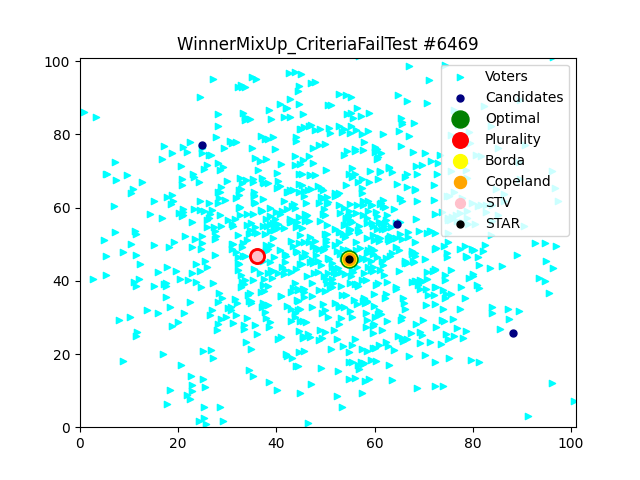 WinnerMixUp_CriteriaFailTest #6469
100
80
60
40
20
0
0 20 40 60 80 100
Voters
Candidates
Optimal
Plurality
Borda
Copeland
STV
STAR